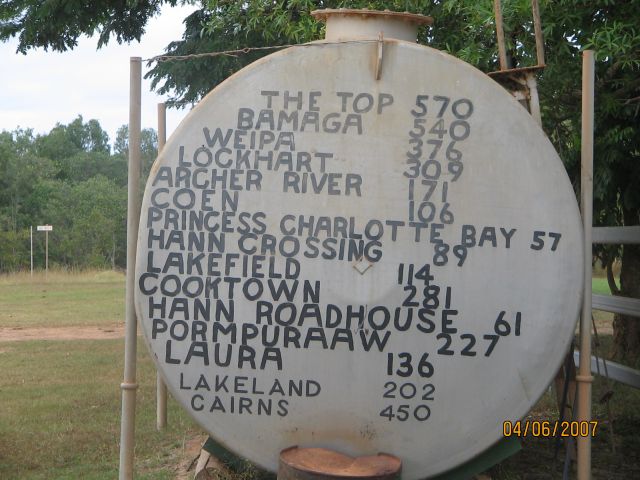 THE TOP 570
BAMAGA 540
WEIPA 376
LOCKHART 309
ARCHER RIVER 171
COEN 106
PRINCESS CHARLOTTE BAY 57
HANN CROSSING 89
LAKEFIELD 114
COOKTOWN 281
HANN ROADHOUSE 61
PORMPURAAW 227
LAURA 136
LAKELAND 202
CAIRNS 450
04/06/2007